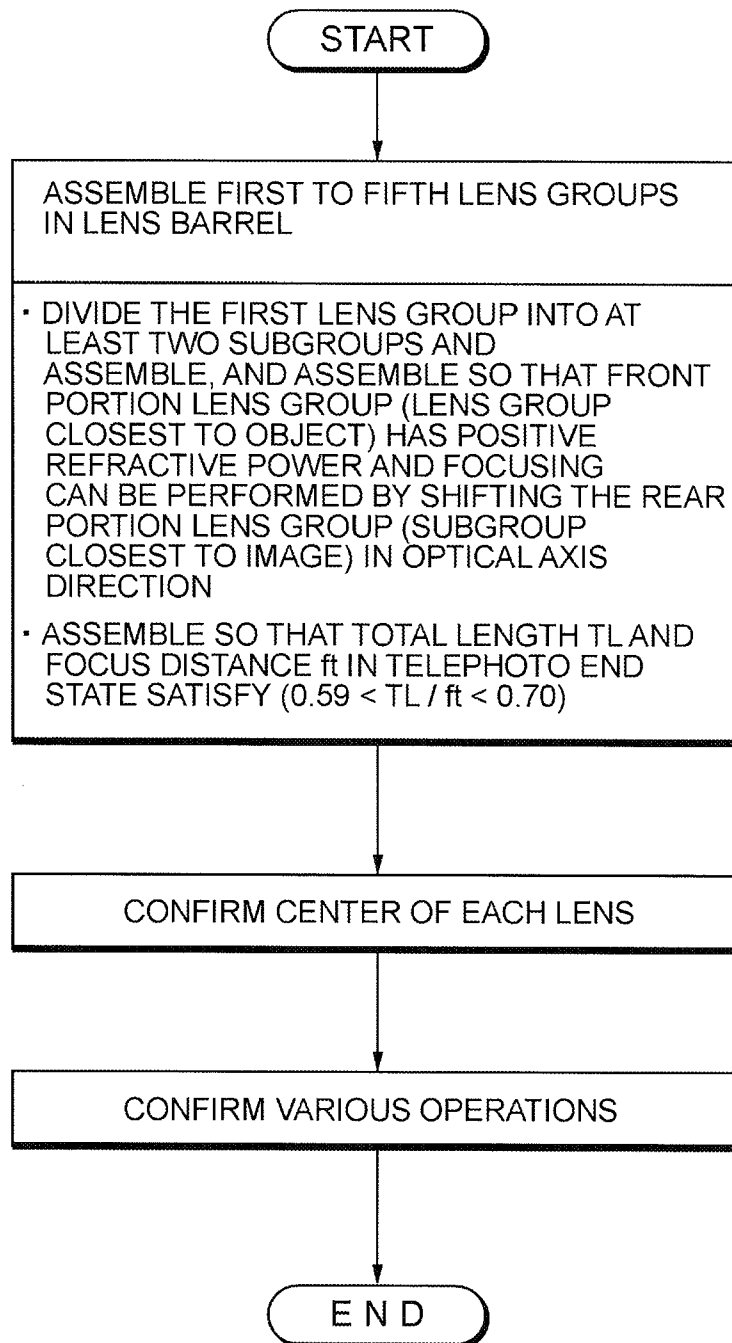 START
ASSEMBLE FIRST TO FIFTH LENS GROUPS
IN LENS BARREL
· DIVIDE THE FIRST LENS GROUP INTO AT
LEAST TWO SUBGROUPS AND
ASSEMBLE, AND ASSEMBLE SO THAT FRONT
PORTION LENS GROUP (LENS GROUP
CLOSEST TO OBJECT) HAS POSITIVE
REFRACTIVE POWER AND FOCUSING
CAN BE PERFORMED BY SHIFTING THE REAR
PORTION LENS GROUP (SUBGROUP
CLOSEST TO IMAGE) IN OPTICAL AXIS
DIRECTION
· ASSEMBLE SO THAT TOTAL LENGTH TL AND
FOCUS DISTANCE ft IN TELEPHOTO END
STATE SATISFY (0.59 < TL / ft < 0.70)
CONFIRM CENTER OF EACH LENS
CONFIRM VARIOUS OPERATIONS
E N D